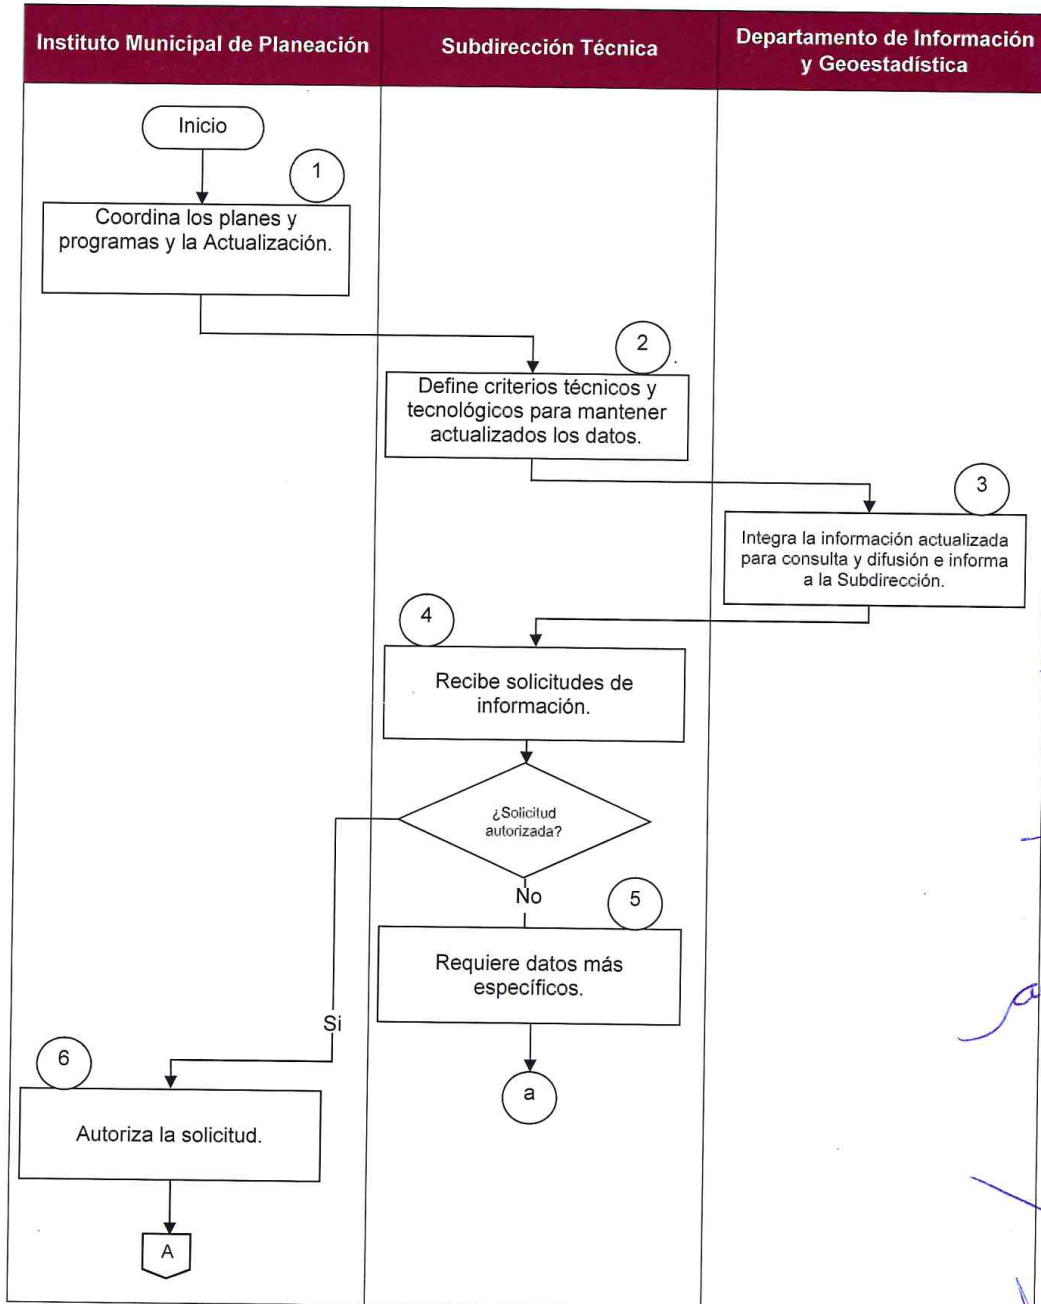 Instituto Municipal de Planeación
Subdirección Técnica
Departamento de Información
y Geoestadística
Inicio
1
Coordina los planes y
programas y la Actualización.
2
Define criterios técnicos y
tecnológicos para mantener
actualizados los datos.
3
Integra la información actualizada
para consulta y difusión e informa
a la Subdirección.
4
Recibe solicitudes de
información.
¿Solicitud
autorizada?
No
5
Requiere datos más
específicos.
Si
6
a
Autoriza la solicitud.
A